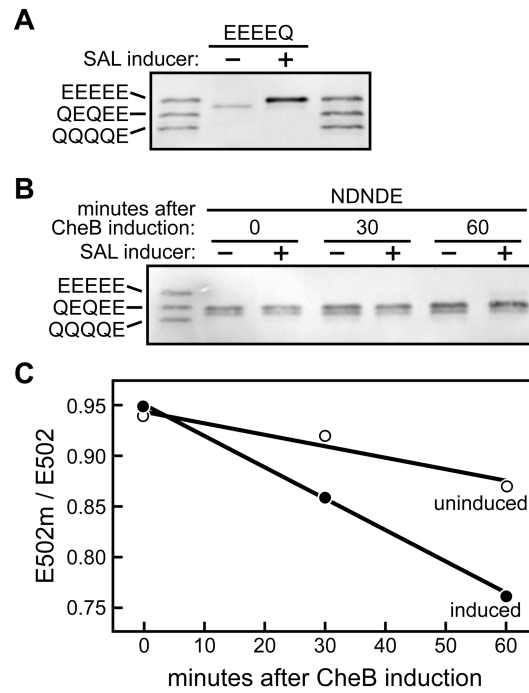 A
EEEEQ
SAL inducer: − +
EEEEE
QEQEE
QQQQE
B
NDNDE
minutes after
CheB induction: 0 30 60
SAL inducer: − + − + − +
EEEEE
QEQEE
QQQQE
C
0.95
0.90
0.85
0.80
0.75
E502m / E502
uninduced
induced
0 10 20 30 40 50 60
minutes after CheB induction